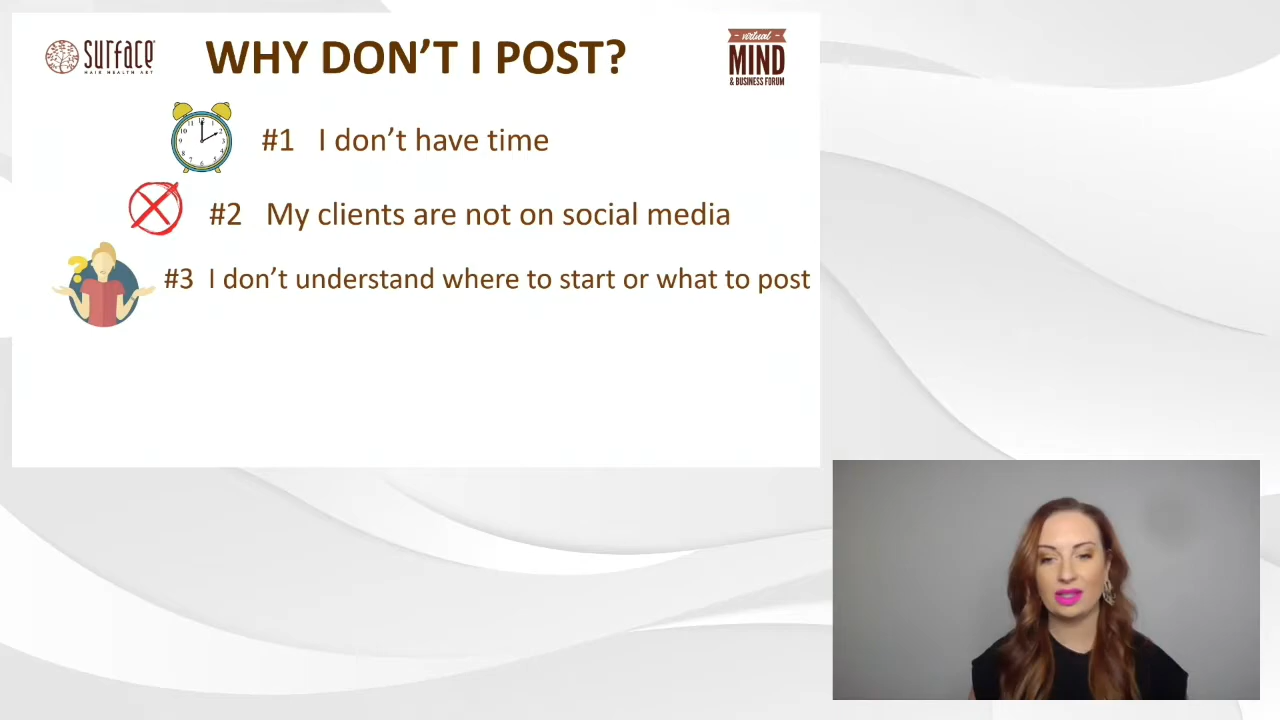 SURFACE
HAIR HEALTH ART
WHY DON'T I POST?
virtual
MIND
& BUSINESS FORUM
#1 I don't have time
#2 My clients are not on social media
#3 I don't understand where to start or what to post